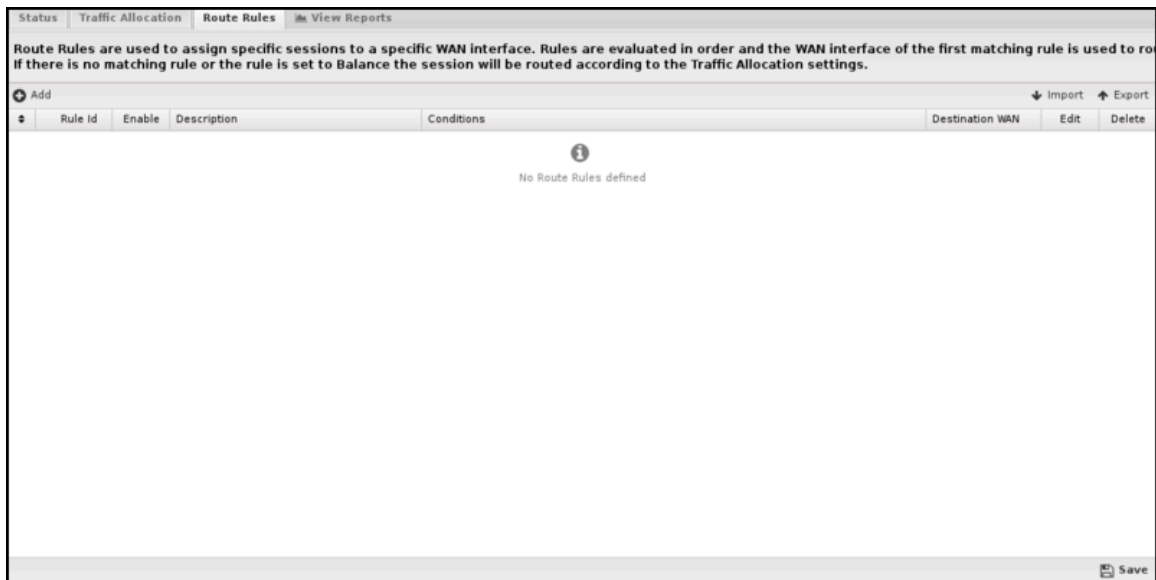 Status Traffic Allocation Route Rules View Reports
Route Rules are used to assign specific sessions to a specific WAN interface. Rules are evaluated in order and the WAN interface of the first matching rule is used to
If there is no matching rule or the rule is set to Balance the session will be routed according to the Traffic Allocation settings.
Add Import Export
Rule Id Enable Description Conditions Destination WAN Edit Delete
No Route Rules defined
Save